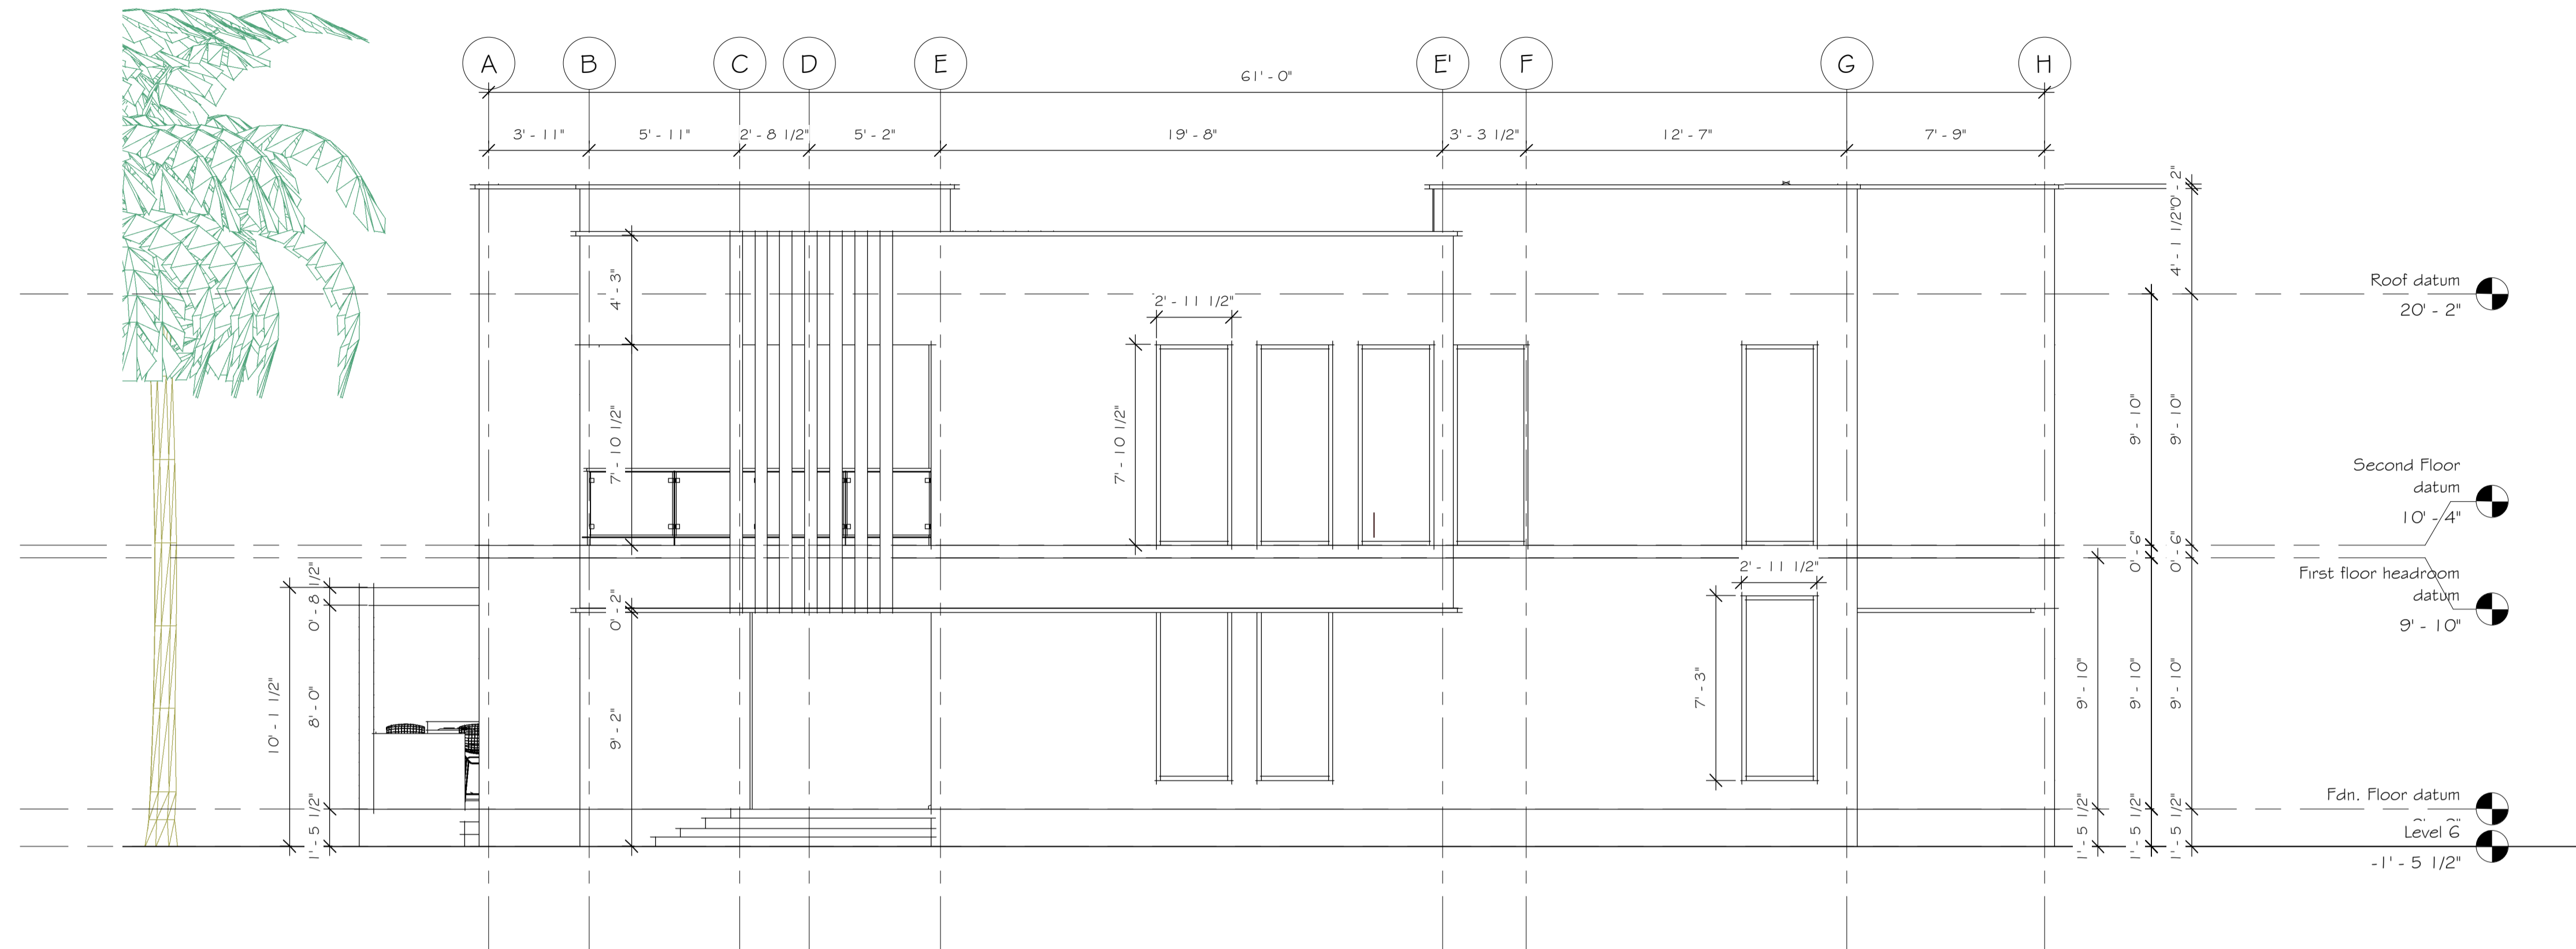 A B C D E E' F G H
61' - 0"
3' - 11" 5' - 11" 2' - 8 1/2" 5' - 2" 19' - 8" 3' - 3 1/2" 12' - 7" 7' - 9"
0' - 2"
4' - 1 1/2"
4' - 3"
2' - 11 1/2"
Roof datum
20' - 2"
7' - 10 1/2"
7' - 10 1/2"
9' - 10"
9' - 10"
Second Floor
datum
10' - 4"
0' - 6"
0' - 6"
First floor headroom
datum
9' - 10"
0' - 8 1/2"
0' - 2"
2' - 11 1/2"
10' - 1 1/2"
8' - 0"
9' - 2"
7' - 3"
9' - 10"
9' - 10"
9' - 10"
Fdn. Floor datum
1' - 5 1/2"
1' - 5 1/2"
1' - 5 1/2"
1' - 5 1/2"
Level 6
-1' - 5 1/2"